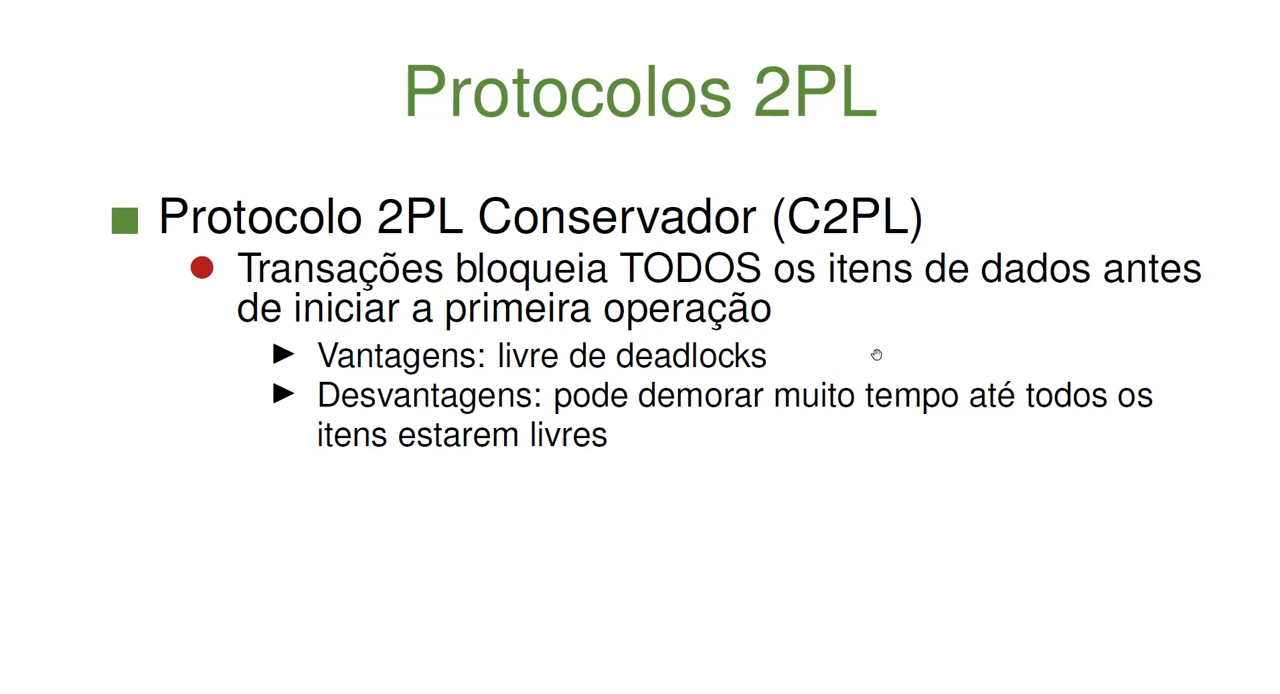 Protocolos 2PL
Protocolo 2PL Conservador (C2PL)
Transações bloqueia TODOS os itens de dados antes
de iniciar a primeira operação
Vantagens: livre de deadlocks
Desvantagens: pode demorar muito tempo até todos os
itens estarem livres